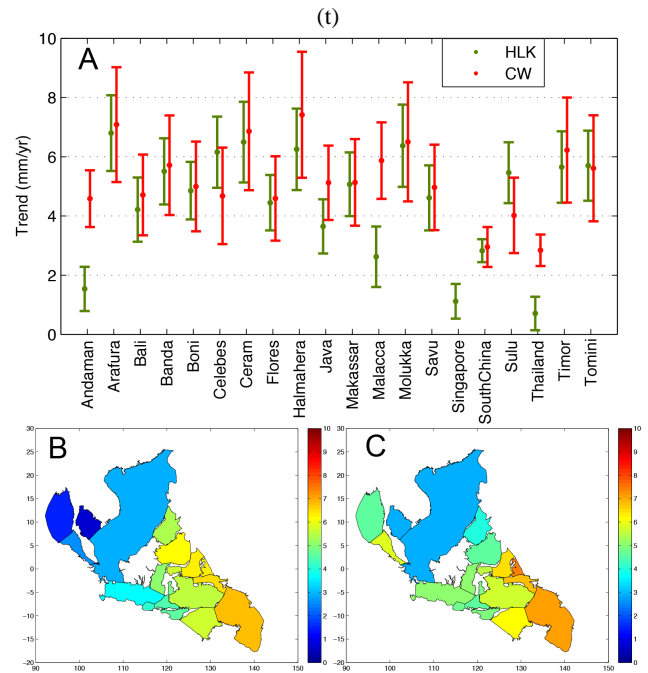 (t)
A
HLK
CW
Trend (mm/yr)
10
8
6
4
2
0
Andaman
Arafura
Bali
Banda
Boni
Celebes
Ceram
Flores
Halmahera
Java
Makassar
Malacca
Molukka
Savu
Singapore
SouthChina
Sulu
Thailand
Timor
Tomini
B
30
25
20
15
10
5
0
−5
−10
−15
−20
90 100 110 120 130 140 150
10
9
8
7
6
5
4
3
2
1
0
C
30
25
20
15
10
5
0
−5
−10
−15
−20
90 100 110 120 130 140 150
10
9
8
7
6
5
4
3
2
1
0